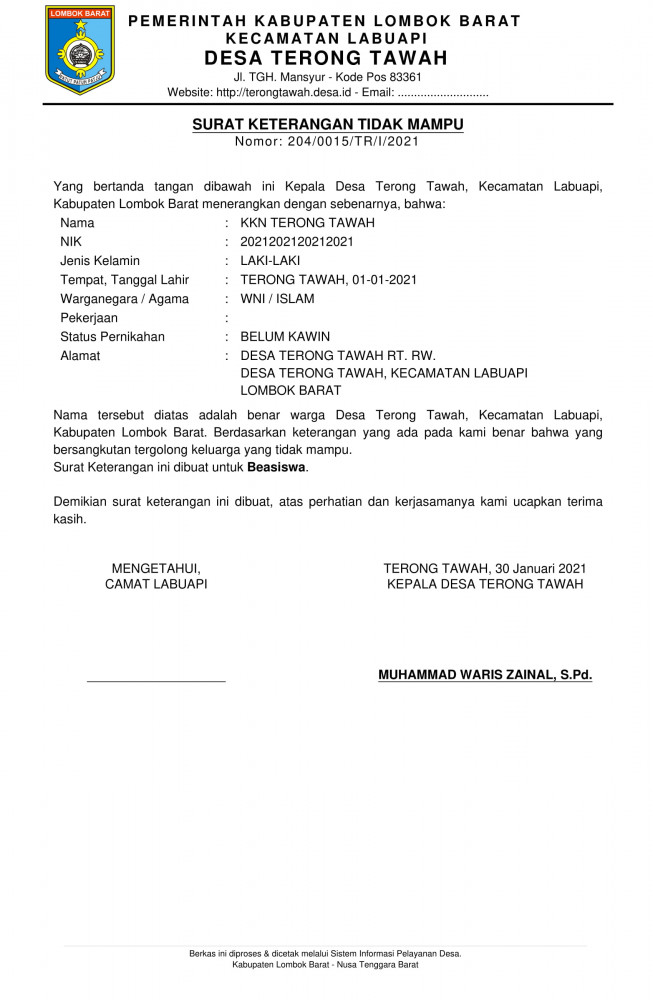 LOMBOK BARAT
PATUT PATUH PATJU
PEMERINTAH KABUPATEN LOMBOK BARAT
KECAMATAN LABUAPI
DESA TERONG TAWAH
Jl. TGH. Mansyur - Kode Pos 83361
Website: http://terongtawah.desa.id - Email: ............................
SURAT KETERANGAN TIDAK MAMPU
Nomor: 204/0015/TR/I/2021
Yang bertanda tangan dibawah ini Kepala Desa Terong Tawah, Kecamatan Labuapi,
Kabupaten Lombok Barat menerangkan dengan sebenarnya, bahwa:
Nama : KKN TERONG TAWAH
NIK : 2021202120212021
Jenis Kelamin : LAKI-LAKI
Tempat, Tanggal Lahir : TERONG TAWAH, 01-01-2021
Warganegara / Agama : WNI / ISLAM
Pekerjaan :
Status Pernikahan : BELUM KAWIN
Alamat : DESA TERONG TAWAH RT. RW.
DESA TERONG TAWAH, KECAMATAN LABUAPI
LOMBOK BARAT
Nama tersebut diatas adalah benar warga Desa Terong Tawah, Kecamatan Labuapi,
Kabupaten Lombok Barat. Berdasarkan keterangan yang ada pada kami benar bahwa yang
bersangkutan tergolong keluarga yang tidak mampu.
Surat Keterangan ini dibuat untuk Beasiswa.
Demikian surat keterangan ini dibuat, atas perhatian dan kerjasamanya kami ucapkan terima
kasih.
MENGETAHUI,
CAMAT LABUAPI
TERONG TAWAH, 30 Januari 2021
KEPALA DESA TERONG TAWAH
MUHAMMAD WARIS ZAINAL, S.Pd.
Berkas ini diproses & dicetak melalui Sistem Informasi Pelayanan Desa.
Kabupaten Lombok Barat - Nusa Tenggara Barat